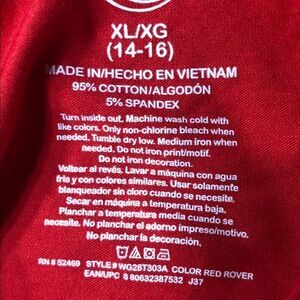 XL/XG
(14-16)
MADE IN/HECHO EN VIETNAM
95% COTTON/ALGODÓN
5% SPANDEX
Turn inside out. Machine wash cold with
like colors. Only non-chlorine bleach when
needed. Tumble dry low. Medium iron when
needed. Do not iron print/motif.
Do not iron decoration.
Voltear al revés. Lavar a máquina con agua
fria y con colores similares. Usar solamente
blanqueador sin cloro cuando se necesite.
Secar en máquina a temperatura baja.
Planchar a temperatura media cuando se
necesite. No planchar el adorno impreso/motivo.
No planchar la decoración.
RN # 52469 STYLE # WG28T303A COLOR RED ROVER
EAN/UPC 8 80632387532 J37